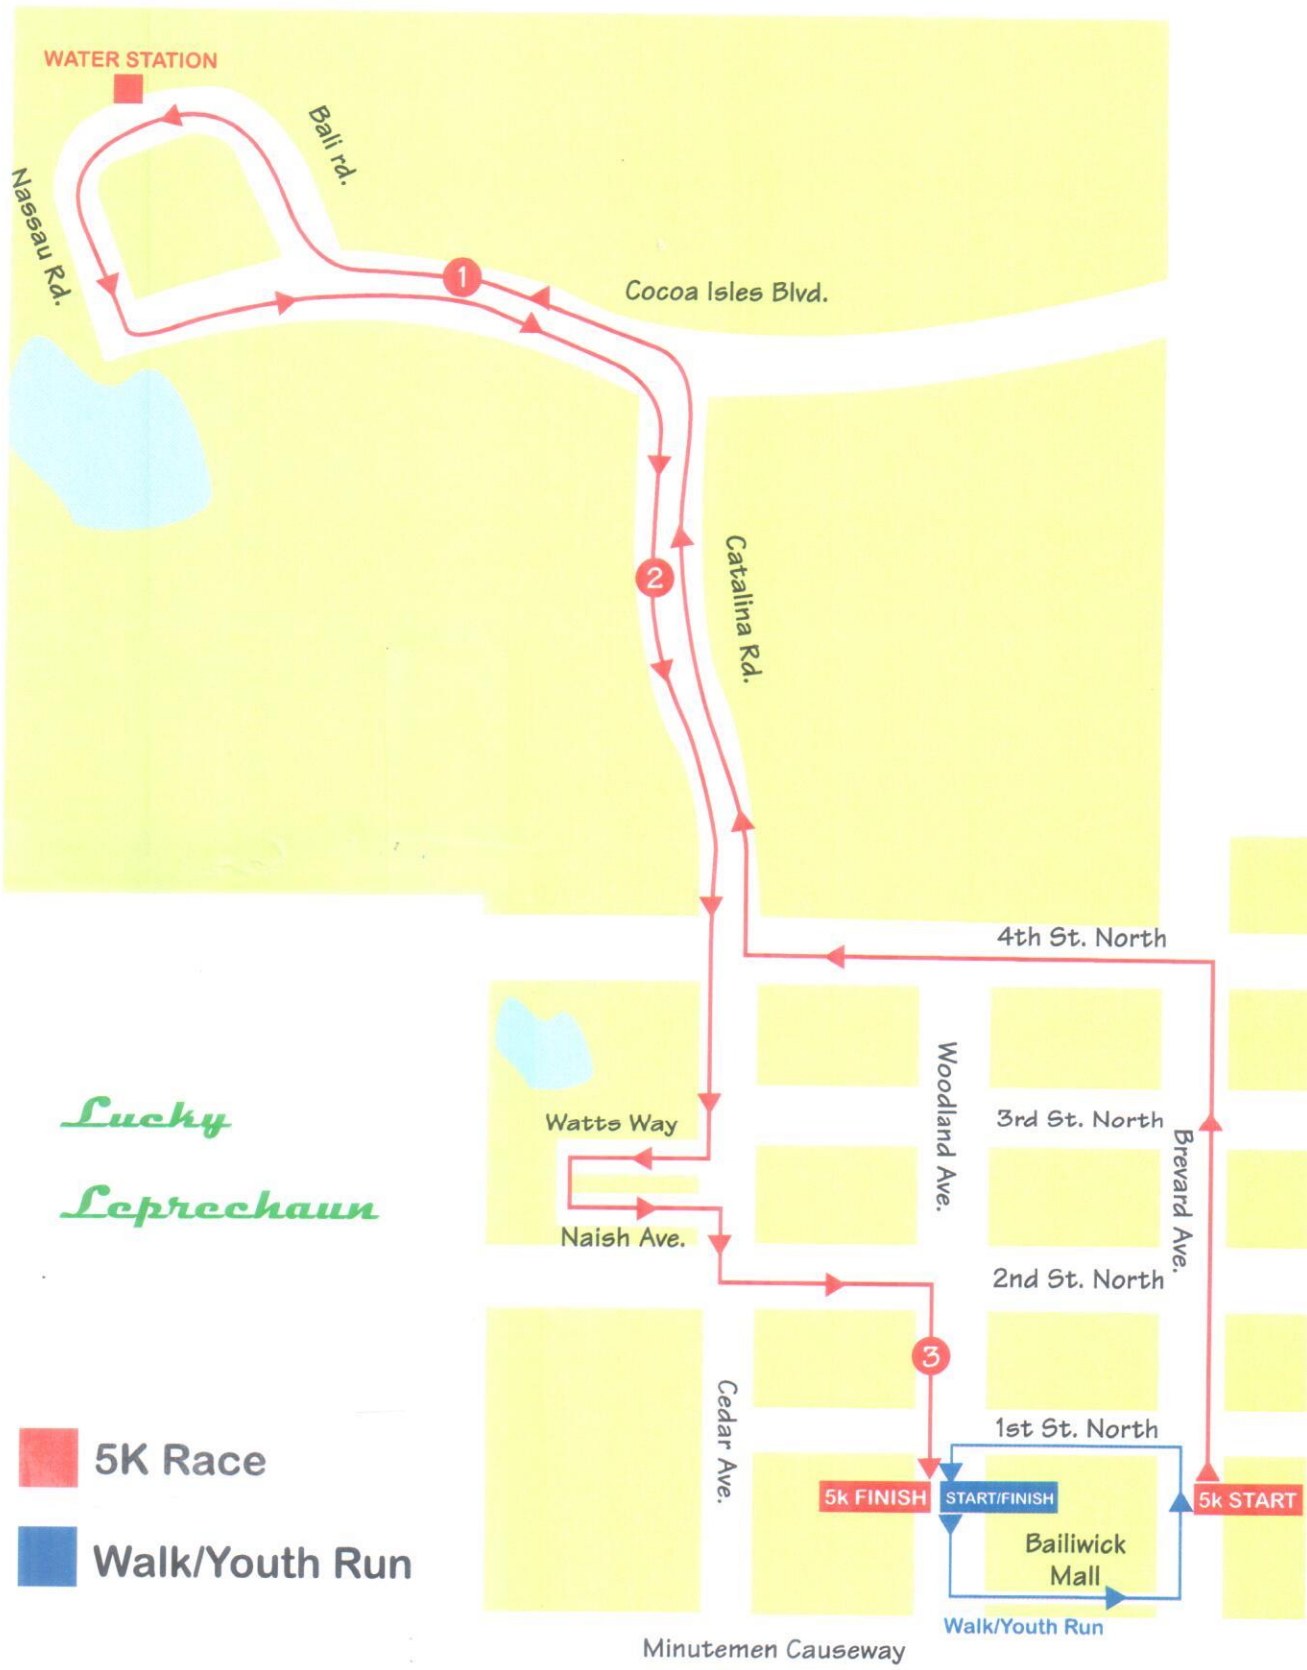 WATER STATION
Bali rd.
Nassau Rd.
1
Cocoa Isles Blvd.
2
Catalina Rd.
4th St. North
Woodland Ave.
Watts Way
3rd St. North
Brevard Ave.
Lucky
Leprechaun
Naish Ave.
2nd St. North
3
Cedar Ave.
1st St. North
5K Race
5k FINISH
START/FINISH
5k START
Walk/Youth Run
Bailiwick
Mall
Walk/Youth Run
Minutemen Causeway